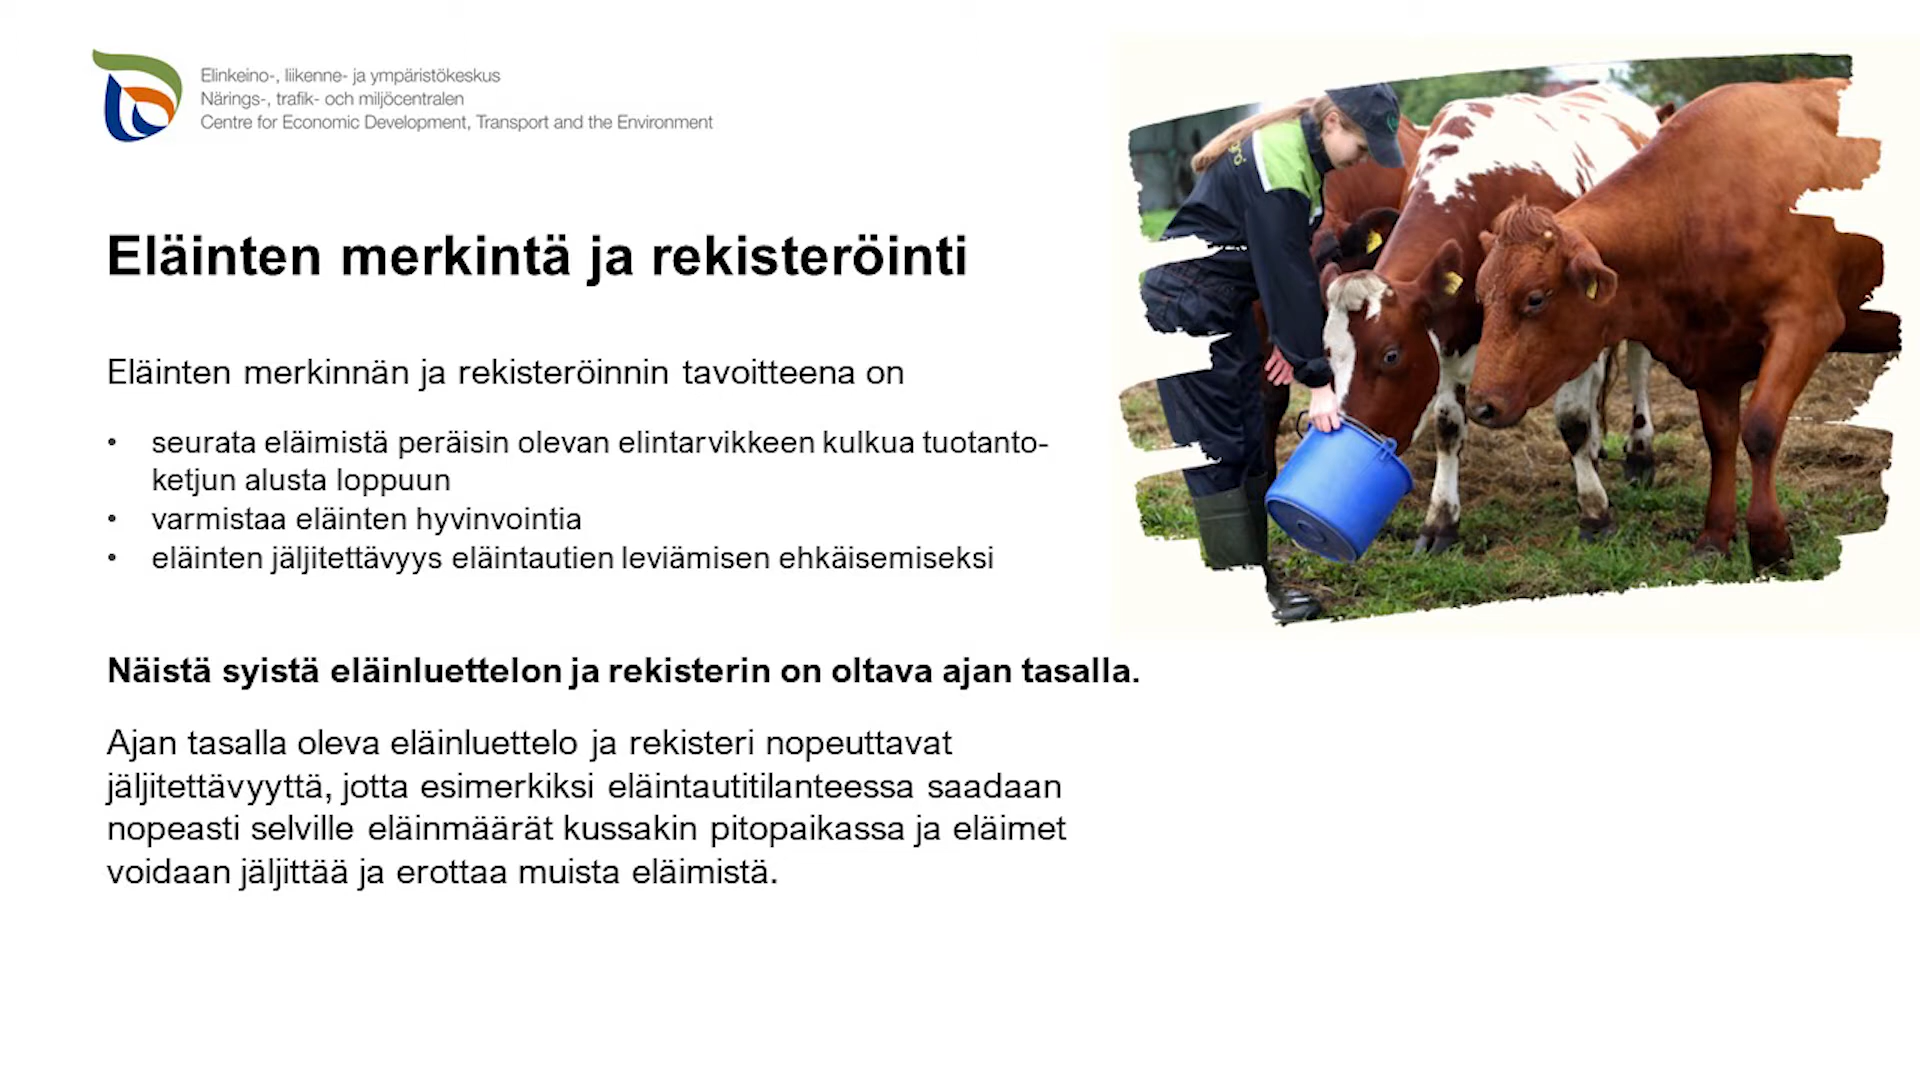 Elinkeino-, liikenne- ja ympäristökeskus
Närings-, trafik- och miljöcentralen
Centre for Economic Development, Transport and the Environment
Eläinten merkintä ja rekisteröinti
Eläinten merkinnän ja rekisteröinnin tavoitteena on
• seurata eläimistä peräisin olevan elintarvikkeen kulkua tuotanto-
ketjun alusta loppuun
• varmistaa eläinten hyvinvointia
• eläinten jäljitettävyys eläintautien leviämisen ehkäisemiseksi
Näistä syistä eläinluettelon ja rekisterin on oltava ajan tasalla.
Ajan tasalla oleva eläinluettelo ja rekisteri nopeuttavat
jäljitettävyyttä, jotta esimerkiksi eläintautitilanteessa saadaan
nopeasti selville eläinmäärät kussakin pitopaikassa ja eläimet
voidaan jäljittää ja erottaa muista eläimistä.